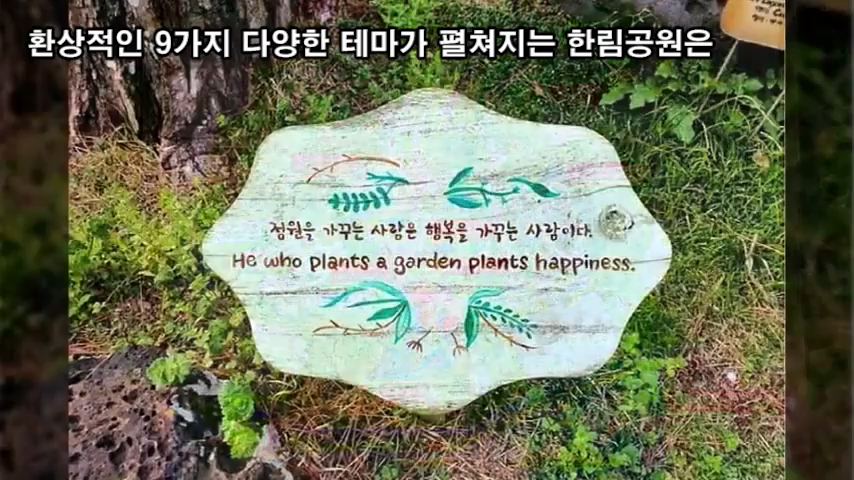 환상적인 9가지 다양한 테마가 펼쳐지는 한림공원은
정원을 가꾸는 사람은 행복을 가꾸는 사람이다.
He who plants a garden plants happiness.